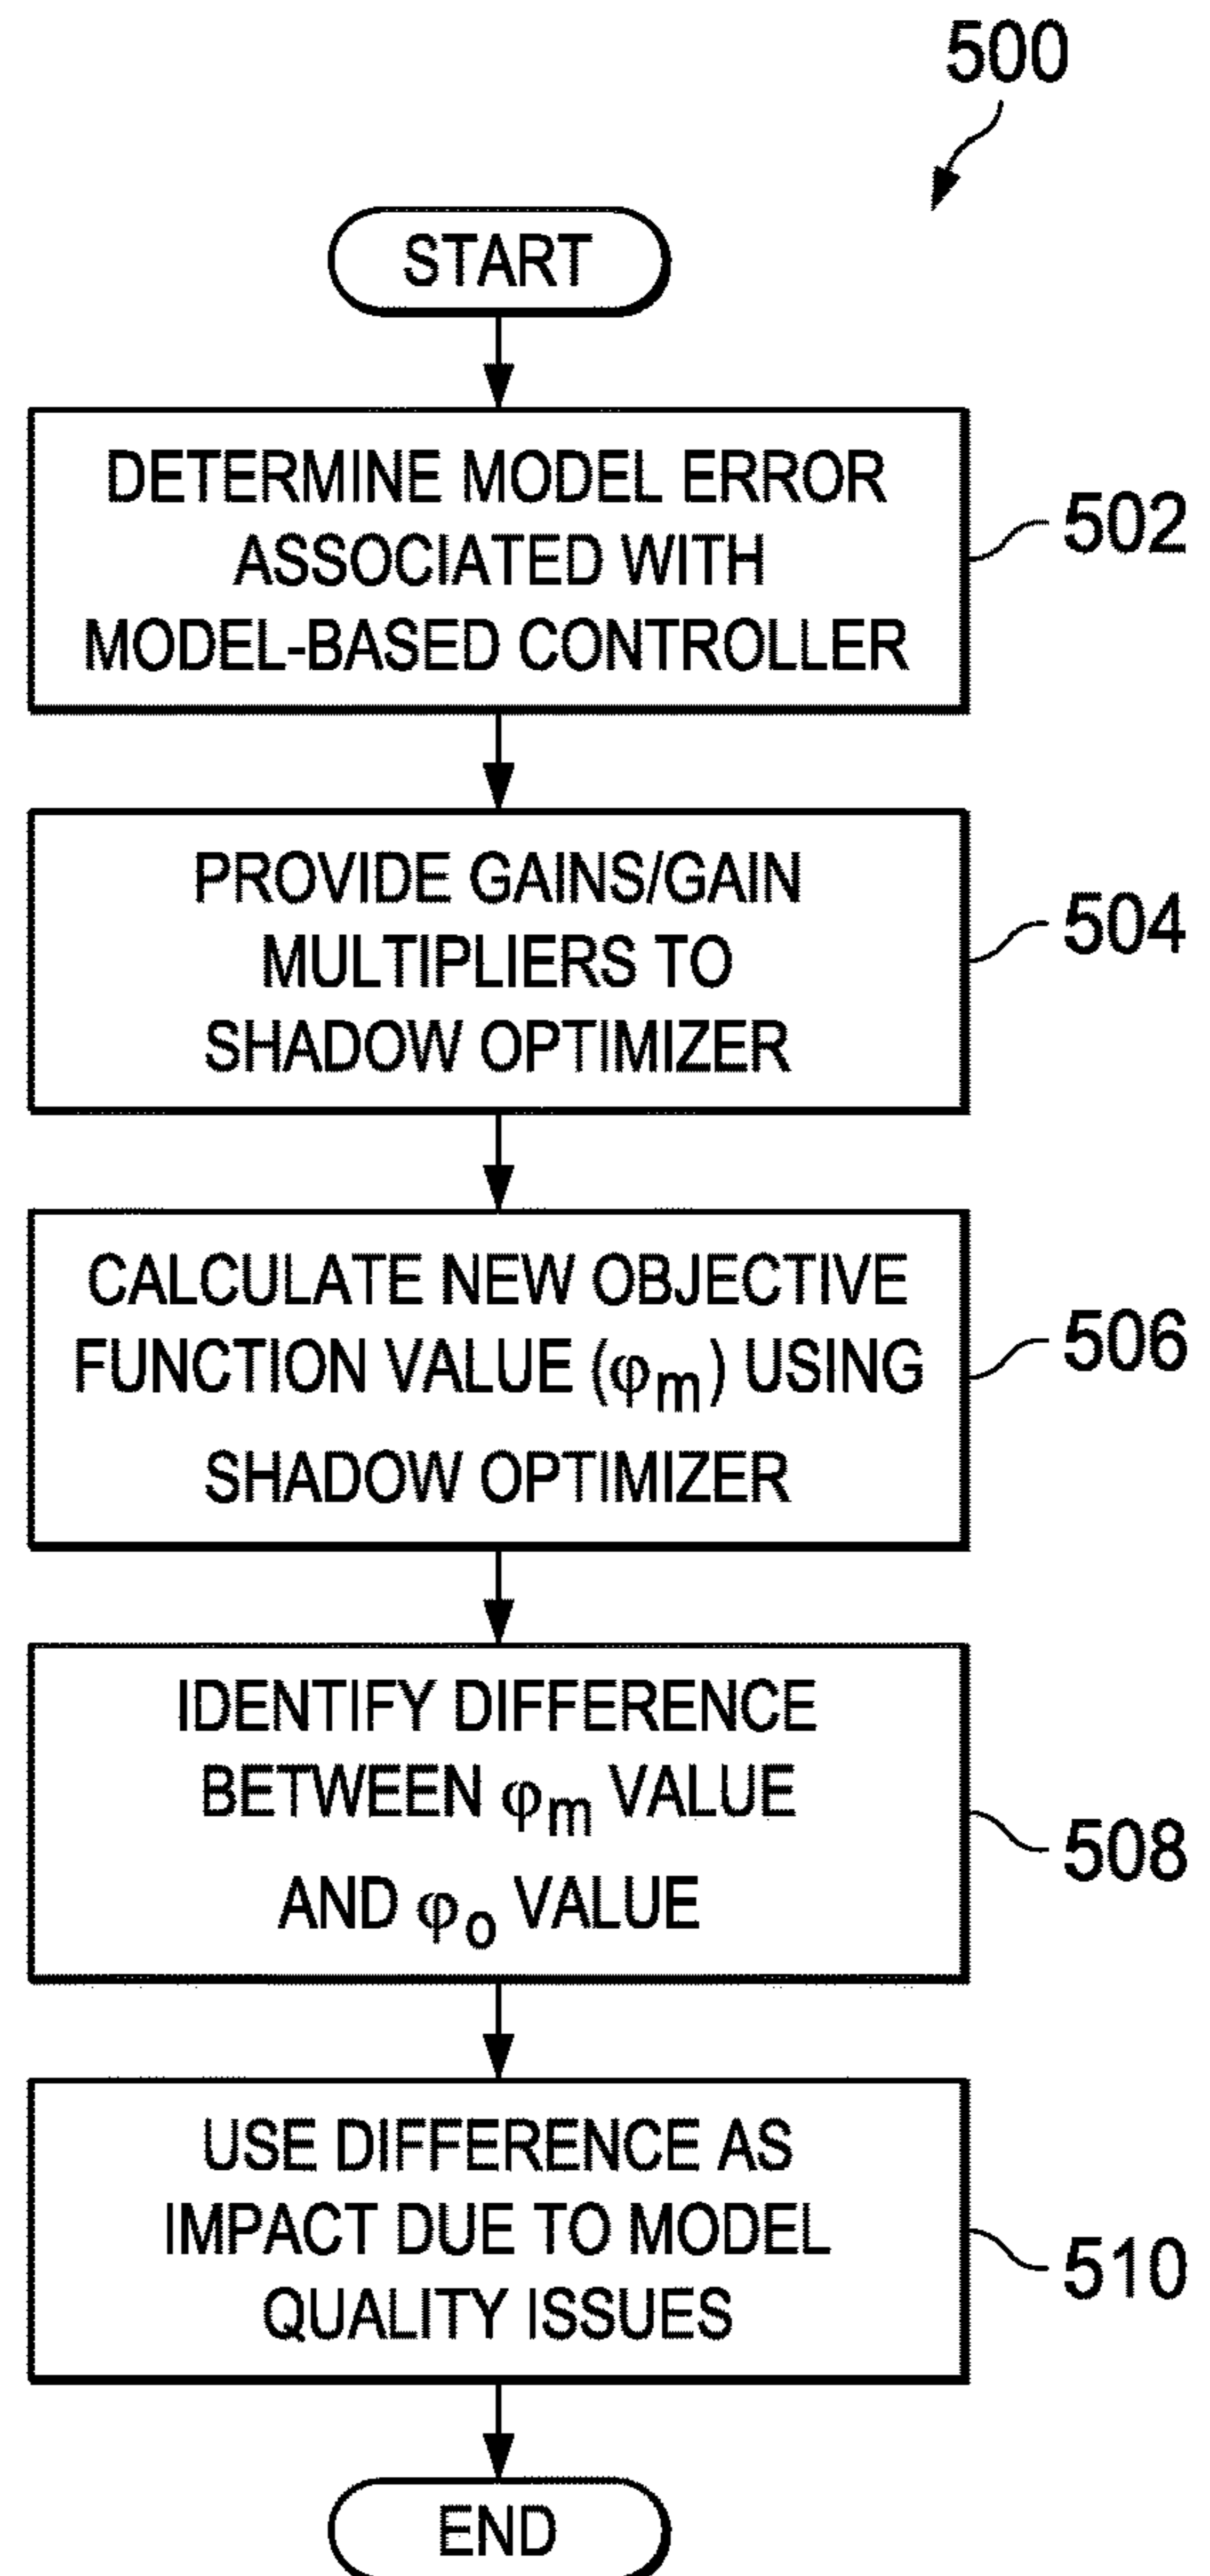 500
START
DETERMINE MODEL ERROR
ASSOCIATED WITH
MODEL-BASED CONTROLLER
502
PROVIDE GAINS/GAIN
MULTIPLIERS TO
SHADOW OPTIMIZER
504
CALCULATE NEW OBJECTIVE
FUNCTION VALUE (φm) USING
SHADOW OPTIMIZER
506
IDENTIFY DIFFERENCE
BETWEEN φm VALUE
AND φo VALUE
508
USE DIFFERENCE AS
IMPACT DUE TO MODEL
QUALITY ISSUES
510
END